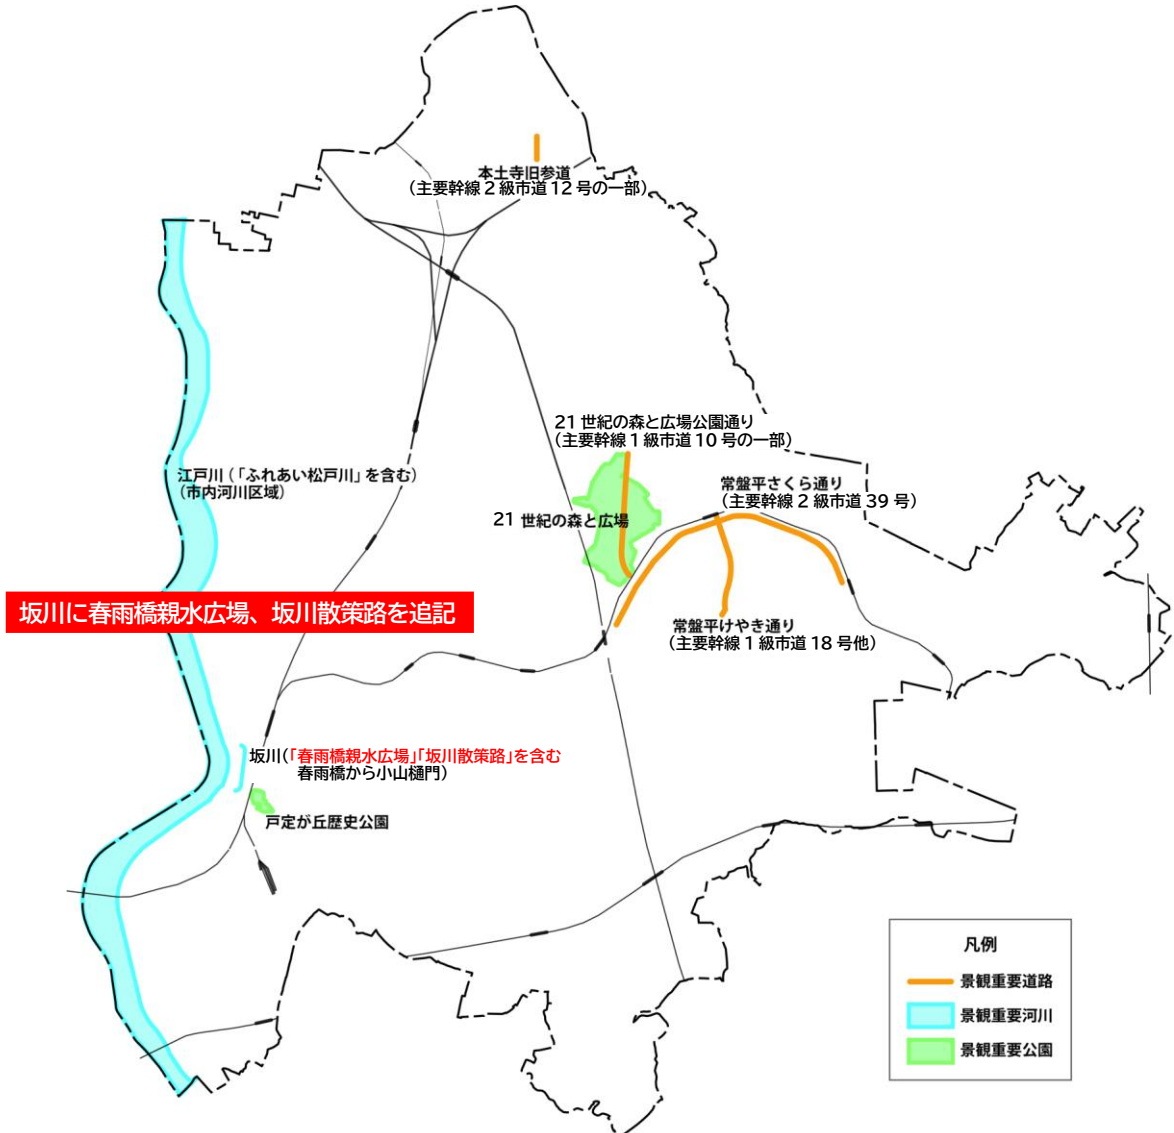 本土寺旧参道
（主要幹線２級市道 12 号の一部）
21 世紀の森と広場公園通り
（主要幹線１級市道 10 号の一部）
江戸川（「ふれあい松戸川」を含む）
（市内河川区域）
常盤平さくら通り
（主要幹線２級市道 39 号）
21 世紀の森と広場
坂川に春雨橋親水広場、坂川散策路を追記
常盤平けやき通り
（主要幹線１級市道 18 号他）
坂川（「春雨橋親水広場」「坂川散策路」を含む
春雨橋から小山樋門）
戸定が丘歴史公園
凡例
景観重要道路
景観重要河川
景観重要公園